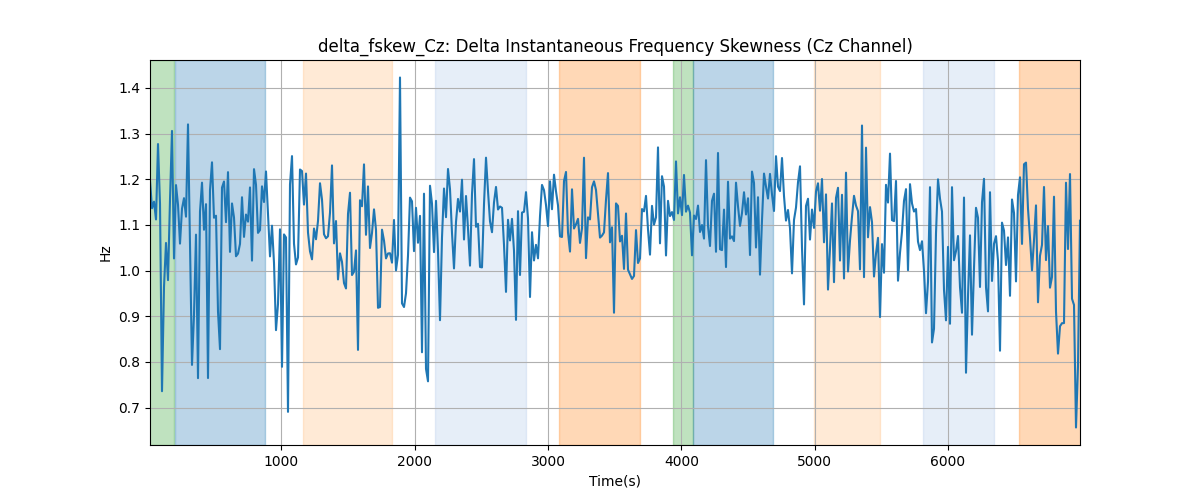 delta_fskew_Cz: Delta Instantaneous Frequency Skewness (Cz Channel)
Hz
1.4
1.3
1.2
1.1
1.0
0.9
0.8
0.7
1000 2000 3000 4000 5000 6000
Time(s)